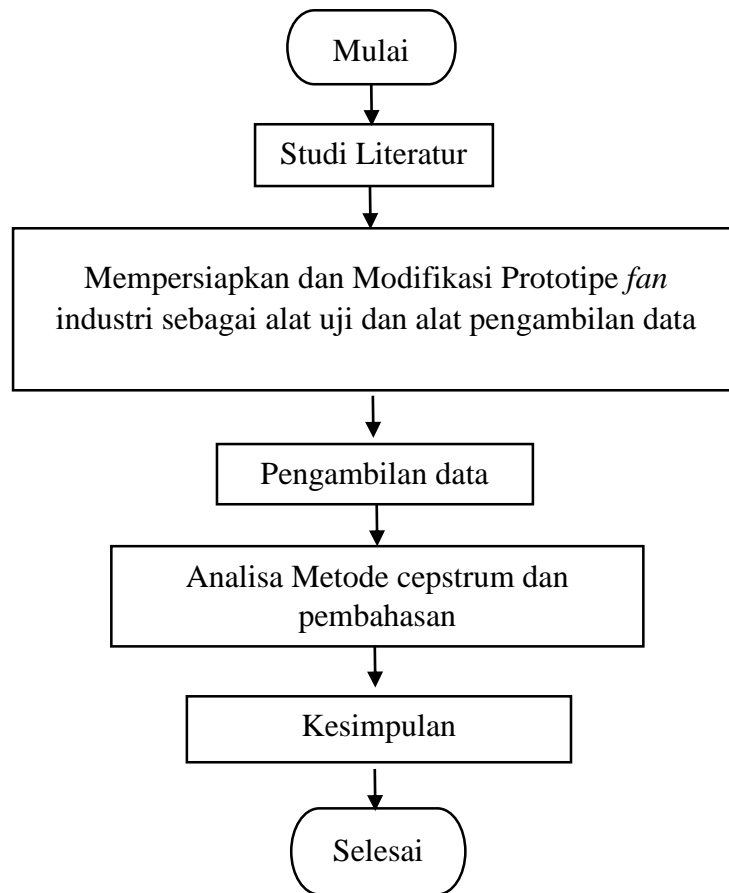 Mulai
Studi Literatur
Mempersiapkan dan Modifikasi Prototipe fan
industri sebagai alat uji dan alat pengambilan data
Pengambilan data
Analisa Metode cepstrum dan
pembahasan
Kesimpulan
Selesai